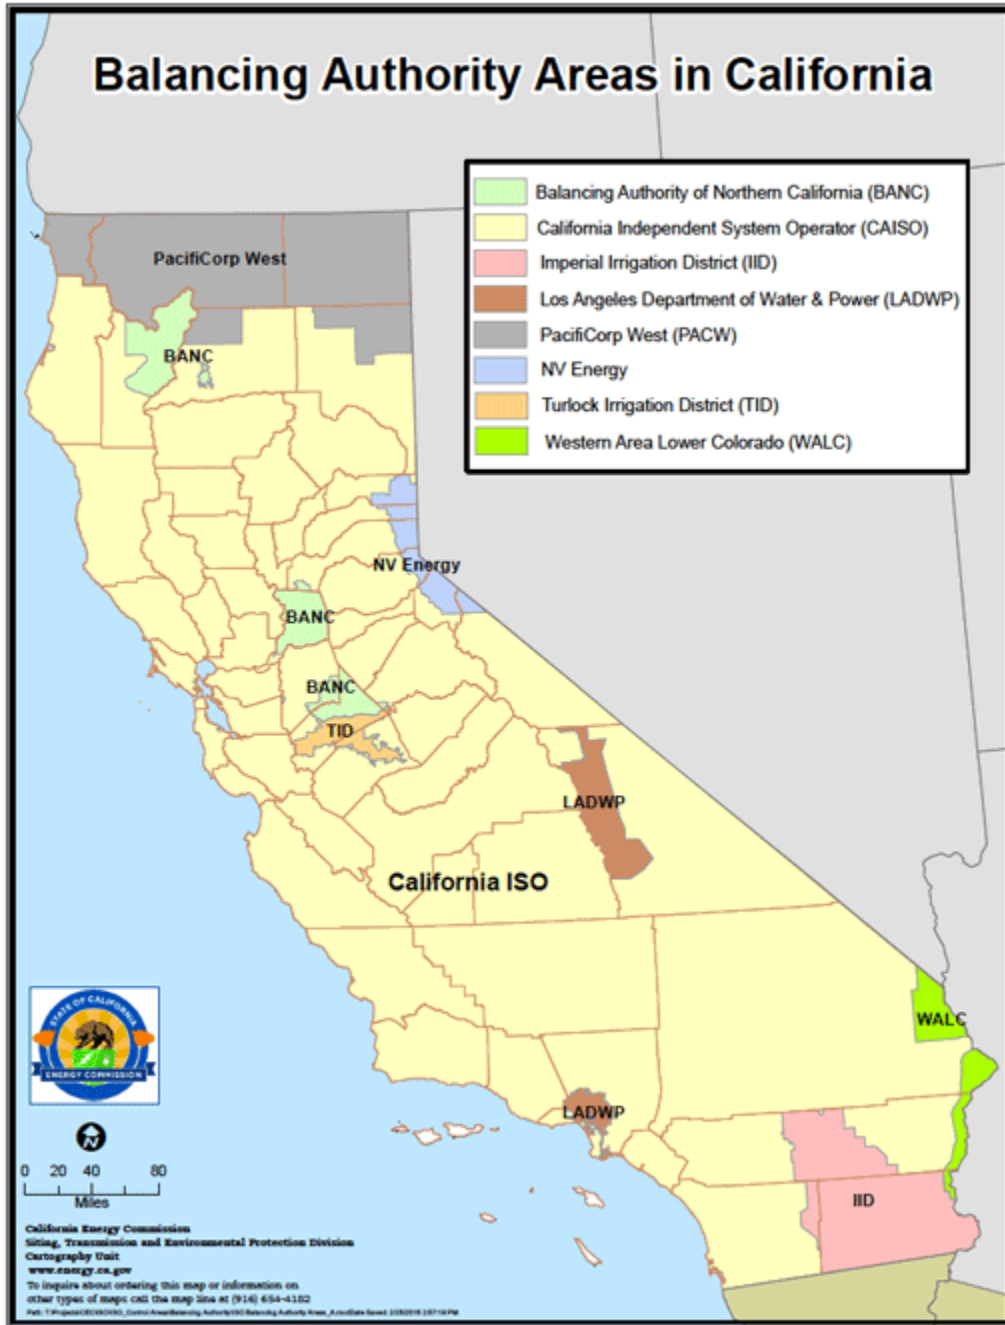 Balancing Authority Areas in California
Balancing Authority of Northern California (BANC)
California Independent System Operator (CAISO)
Imperial Irrigation District (IID)
Los Angeles Department of Water & Power (LADWP)
PacifiCorp West (PACW)
NV Energy
Turlock Irrigation District (TID)
Western Area Lower Colorado (WALC)
PacifiCorp West
BANC
NV Energy
BANC
BANC
TID
LADWP
California ISO
WALC
LADWP
IID
STATE OF CALIFORNIA
ENERGY COMMISSION
N
0 20 40 80
Miles
California Energy Commission
Siting, Transmission and Environmental Protection Division
Cartography Unit
www.energy.ca.gov
To inquire about ordering this map or information on
other types of maps call the map line at (916) 654-4182